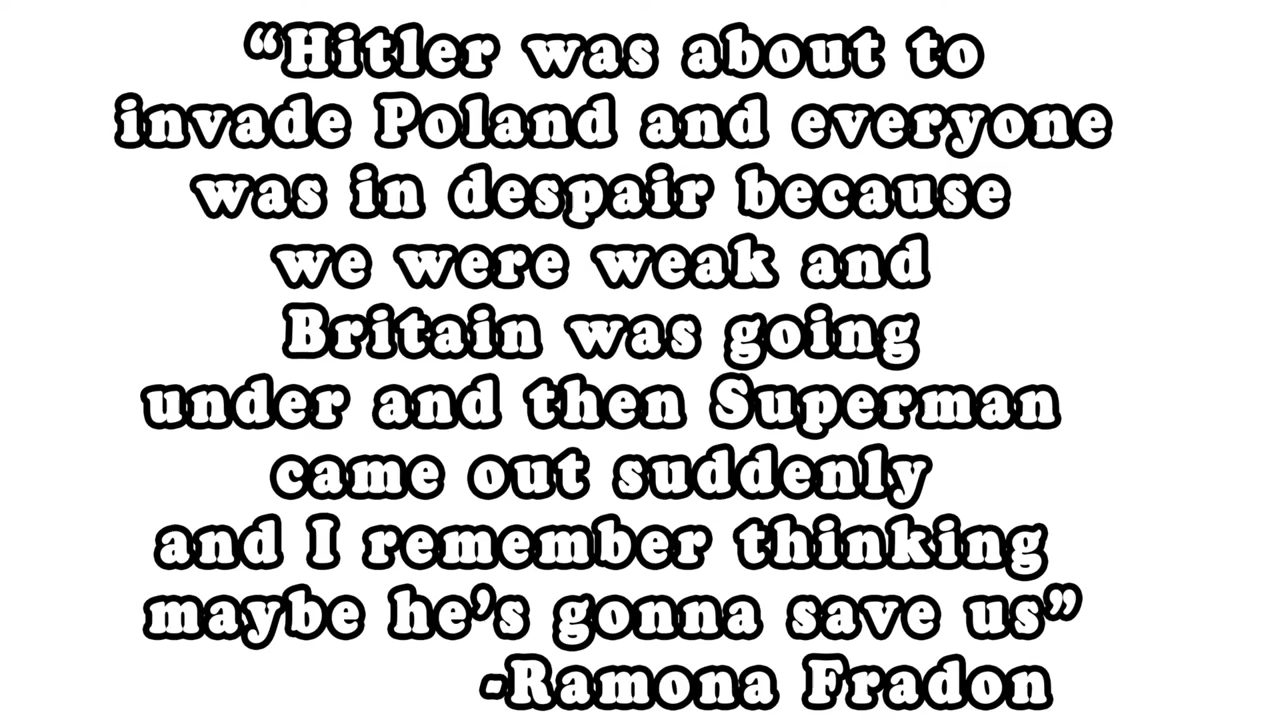 “Hitler was about to
invade Poland and everyone
was in despair because
we were weak and
Britain was going
under and then Superman
came out suddenly
and I remember thinking
maybe he’s gonna save us”
-Ramona Fradon